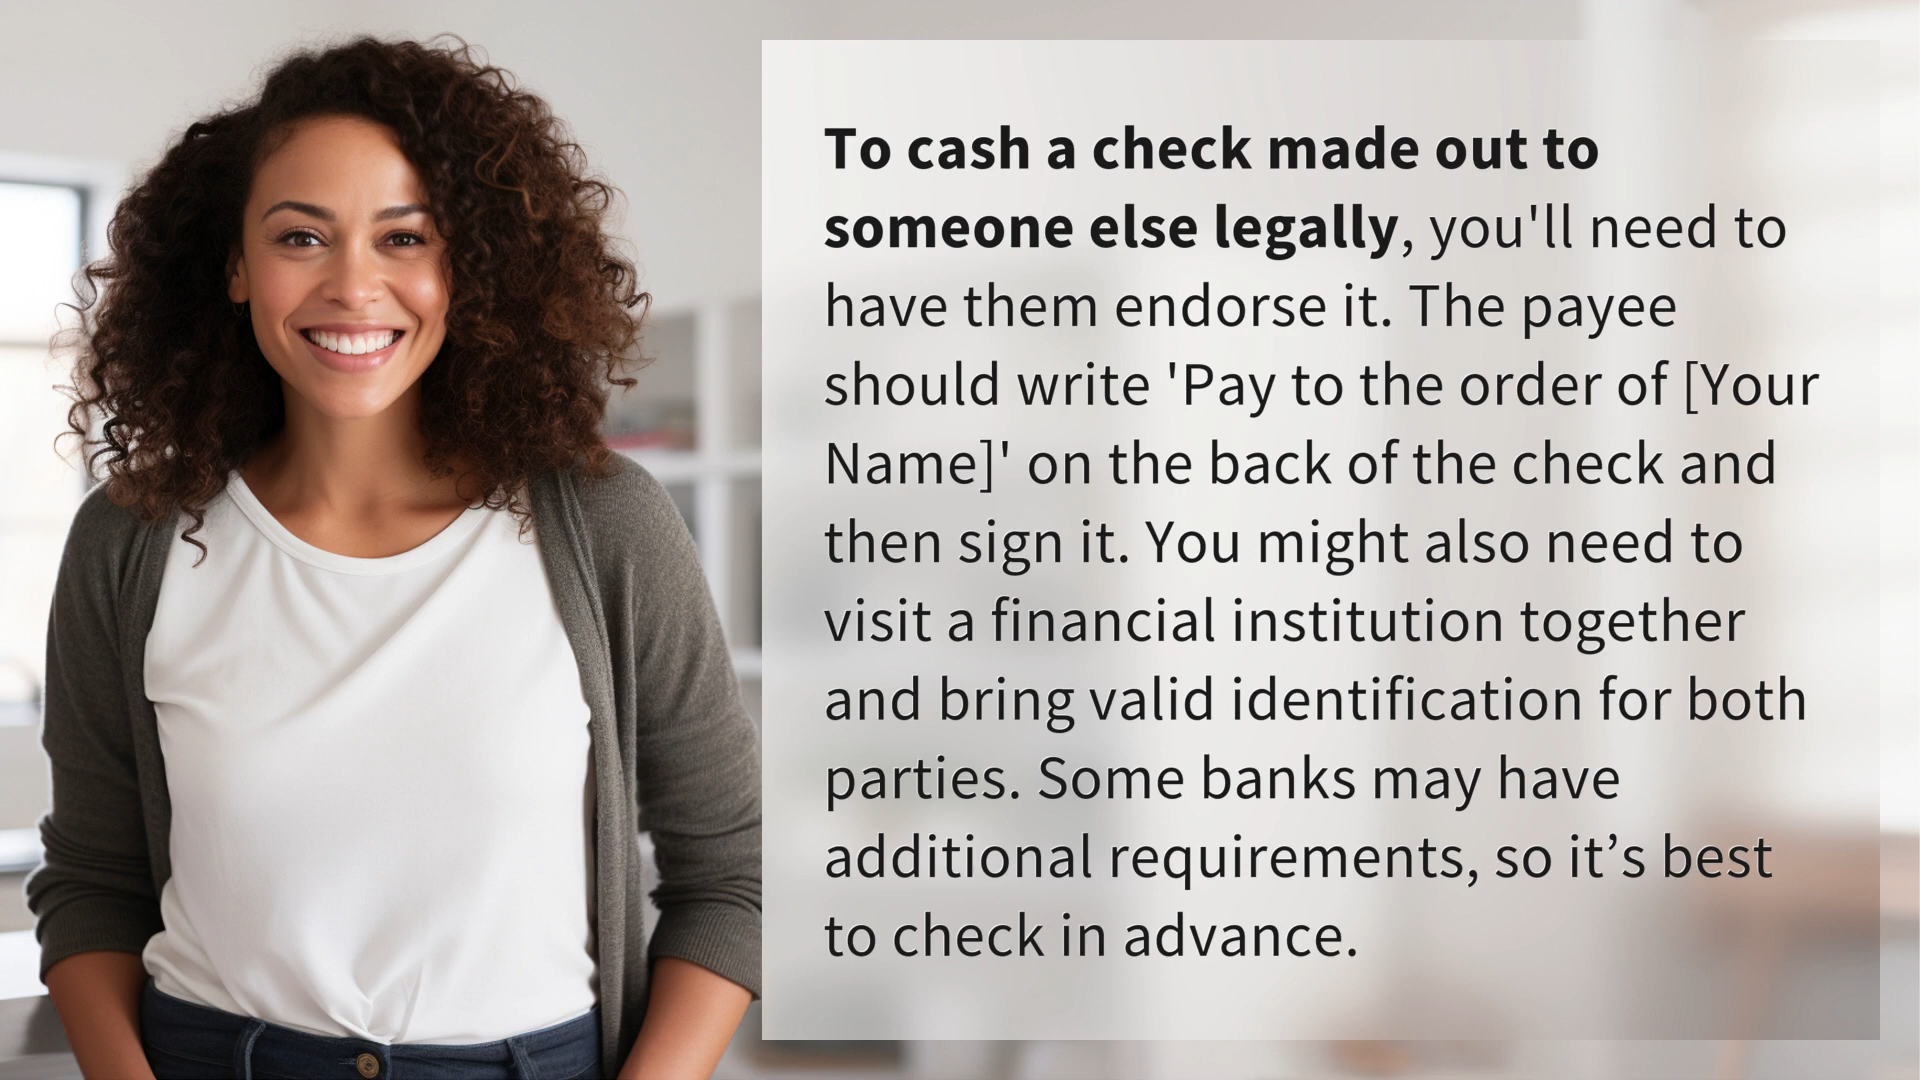 To cash a check made out to
someone else legally, you'll need to
have them endorse it. The payee
should write 'Pay to the order of [Your
Name]' on the back of the check and
then sign it. You might also need to
visit a financial institution together
and bring valid identification for both
parties. Some banks may have
additional requirements, so it’s best
to check in advance.